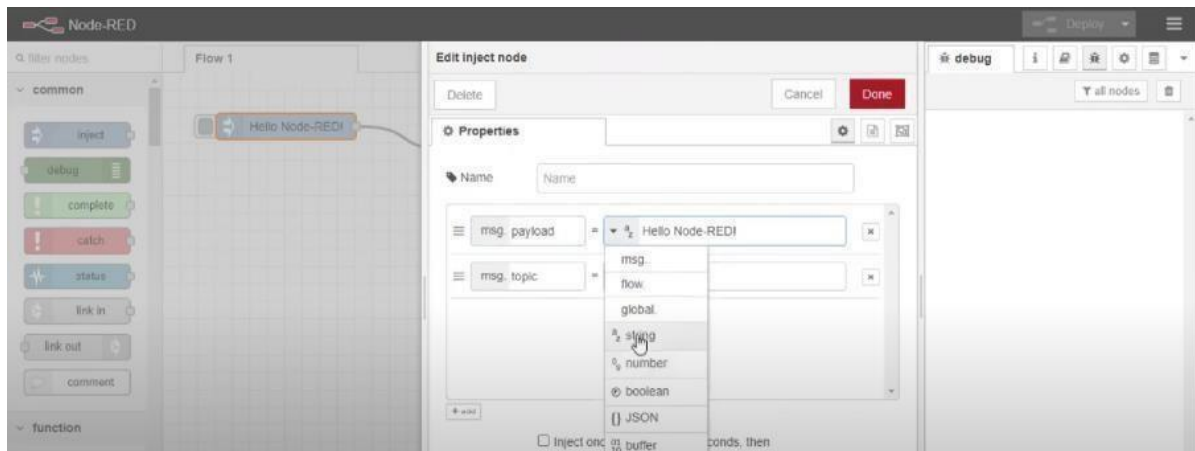 Node-RED
Deploy
filter nodes
common
inject
debug
complete
catch
status
link in
link out
comment
function
Flow 1
Hello Node-RED!
Edit inject node
Delete
Cancel
Done
Properties
Name
Name
msg. payload = a z Hello Node-RED!
msg. topic =
msg.
flow.
global.
string
number
boolean
{} JSON
buffer
+ add
Inject onc
conds, then
debug
i
all nodes